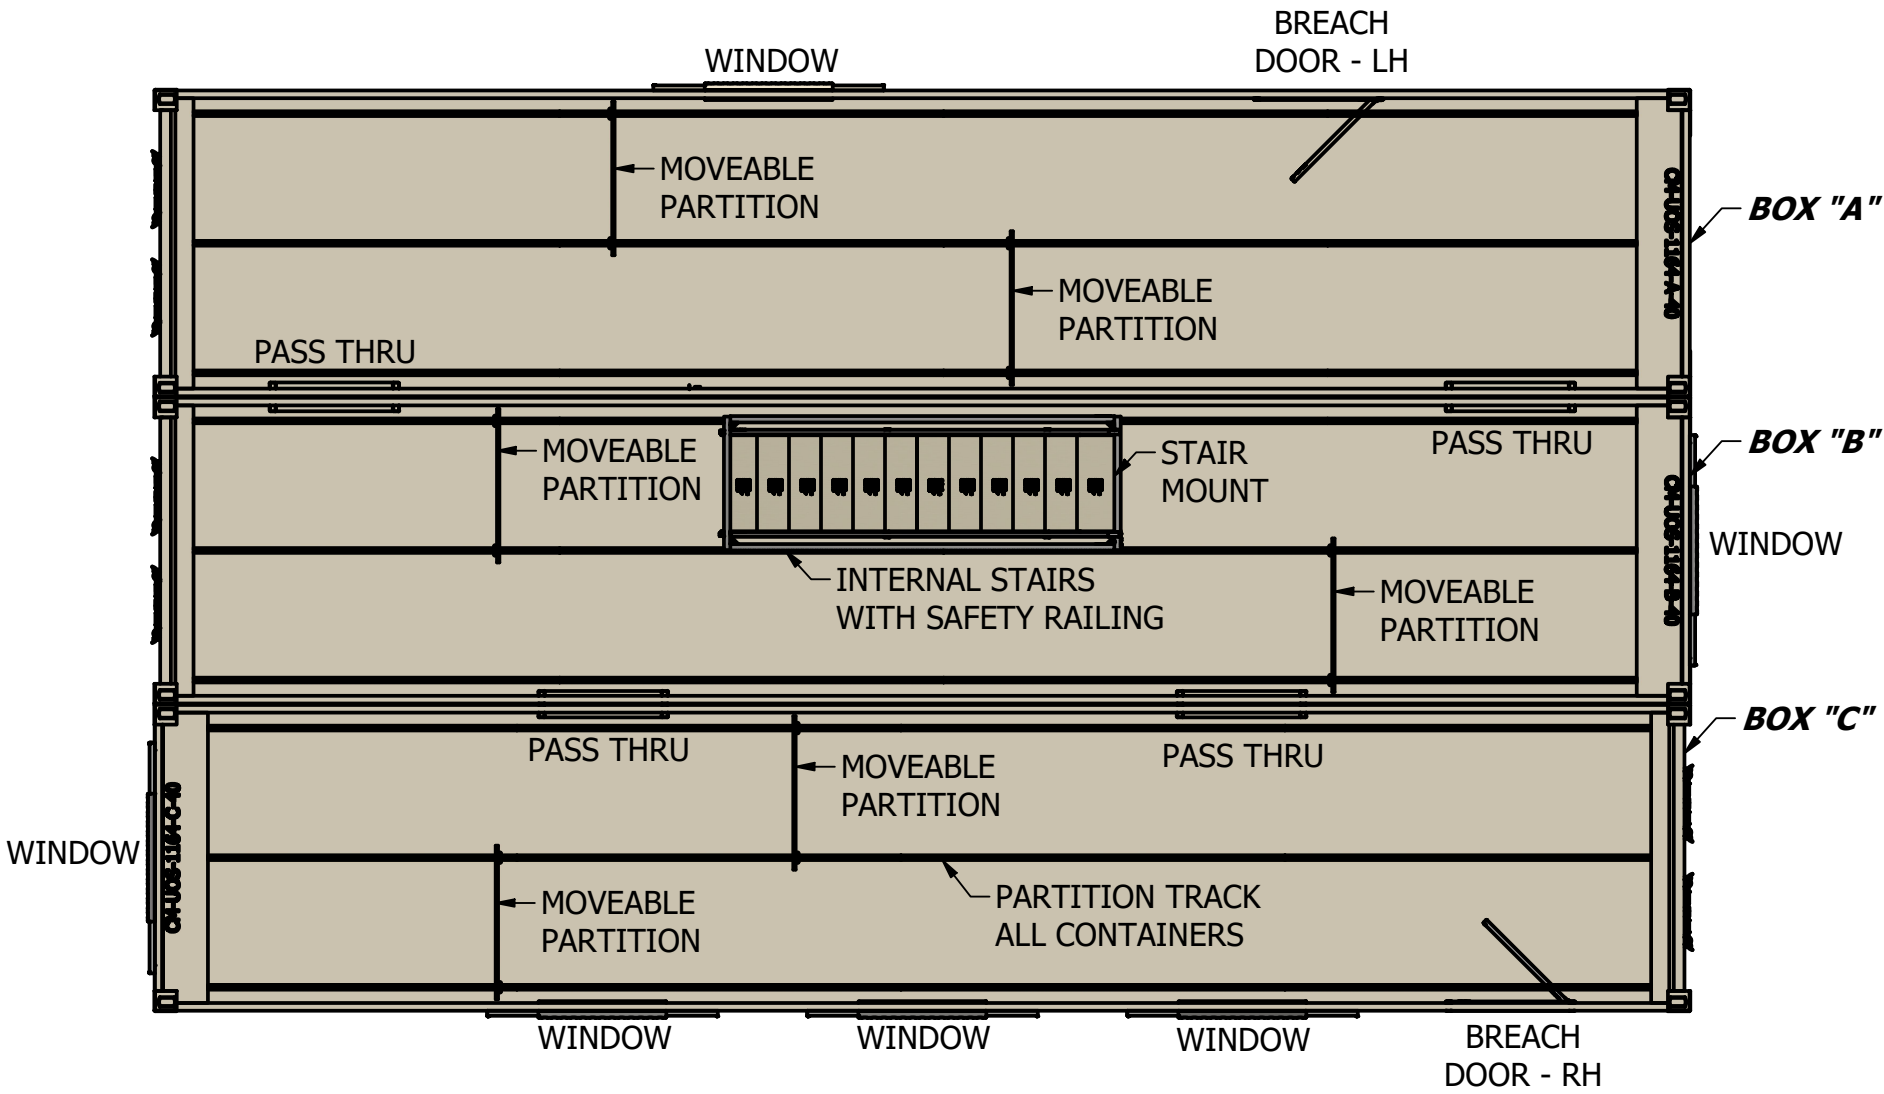 BREACH
DOOR - LH
WINDOW
MOVEABLE
PARTITION
BOX "A"
MOVEABLE
PARTITION
PASS THRU
PASS THRU
BOX "B"
MOVEABLE
PARTITION
STAIR
MOUNT
WINDOW
INTERNAL STAIRS
WITH SAFETY RAILING
MOVEABLE
PARTITION
BOX "C"
PASS THRU
PASS THRU
MOVEABLE
PARTITION
WINDOW
MOVEABLE
PARTITION
PARTITION TRACK
ALL CONTAINERS
WINDOW
WINDOW
WINDOW
BREACH
DOOR - RH